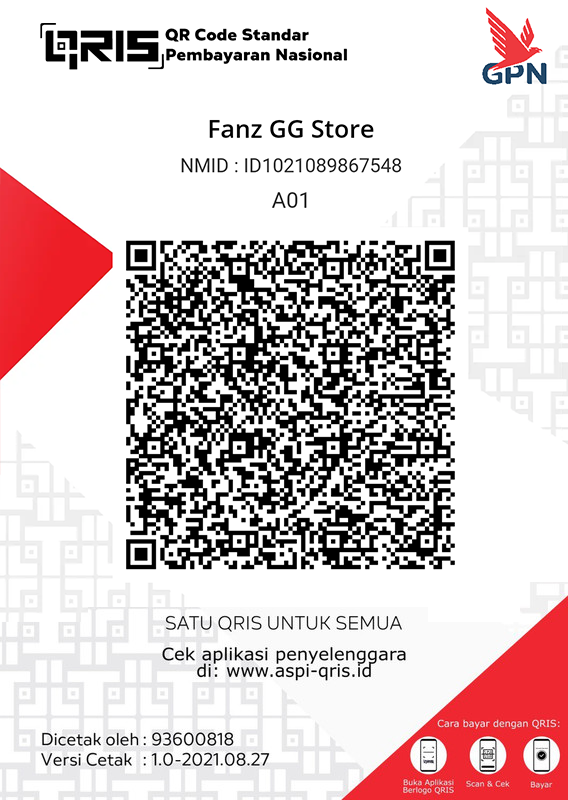 QRIS
QR Code Standar
Pembayaran Nasional
GPN
Fanz GG Store
NMID : ID1021089867548
A01
SATU QRIS UNTUK SEMUA
Cek aplikasi penyelenggara
di: www.aspi-qris.id
Dicetak oleh : 93600818
Versi Cetak : 1.0-2021.08.27
Cara bayar dengan QRIS:
Buka Aplikasi
Berlogo QRIS
Scan & Cek
Bayar